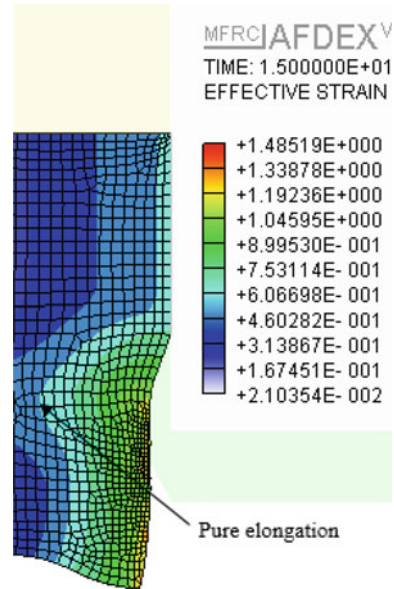 MFRC|AFDEX V
TIME: 1.500000E+01
EFFECTIVE STRAIN
+1.48519E+000
+1.33878E+000
+1.19236E+000
+1.04595E+000
+8.99530E- 001
+7.53114E- 001
+6.06698E- 001
+4.60282E- 001
+3.13867E- 001
+1.67451E- 001
+2.10354E- 002
Pure elongation